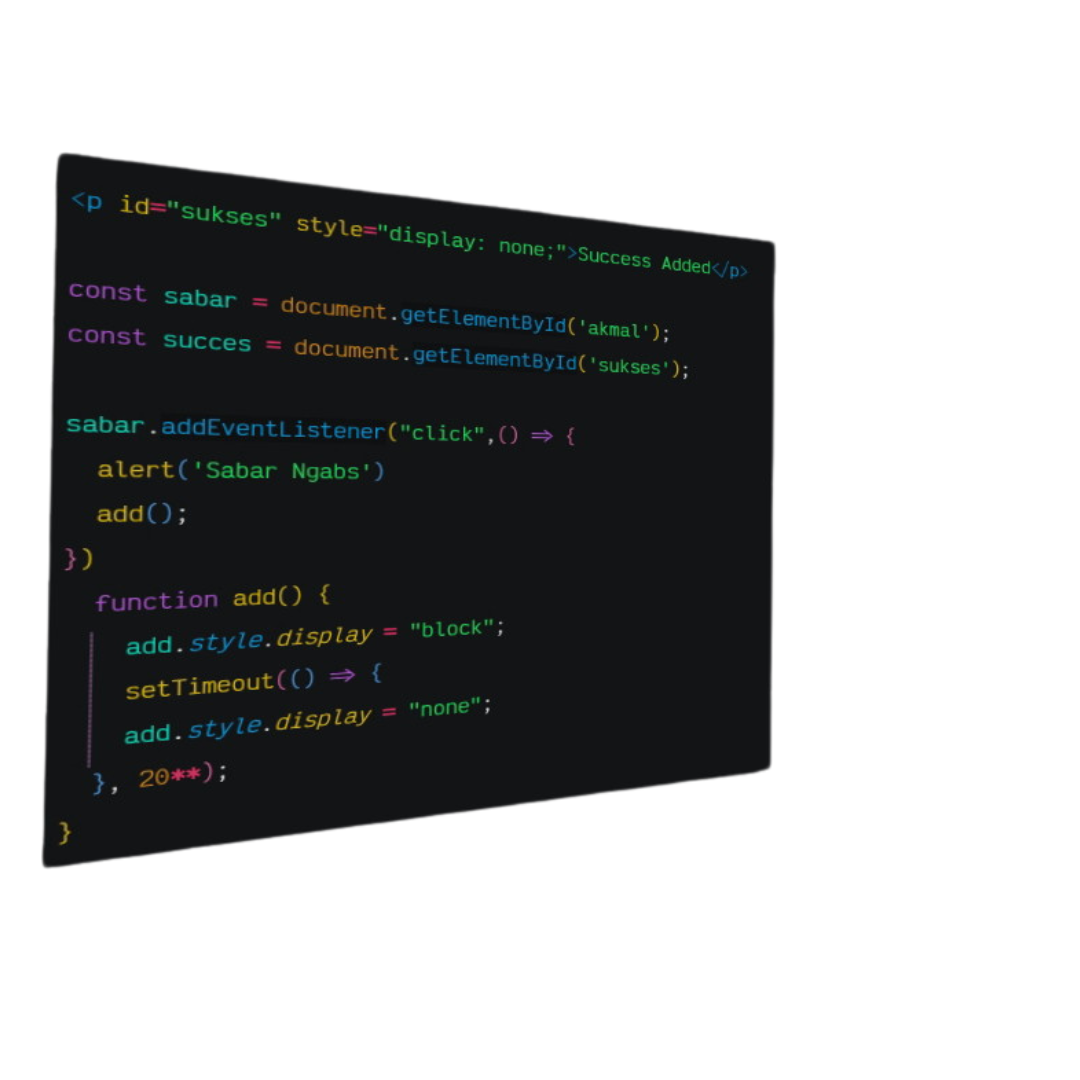 <p id="sukses" style="display: none;">Success Added</p>
const sabar = document.getElementById('akmal');
const succes = document.getElementById('sukses');
sabar.addEventListener("click",() => {
alert('Sabar Ngabs')
add();
})
function add() {
add.style.display = "block";
setTimeout(() => {
add.style.display = "none";
}, 20**);
}